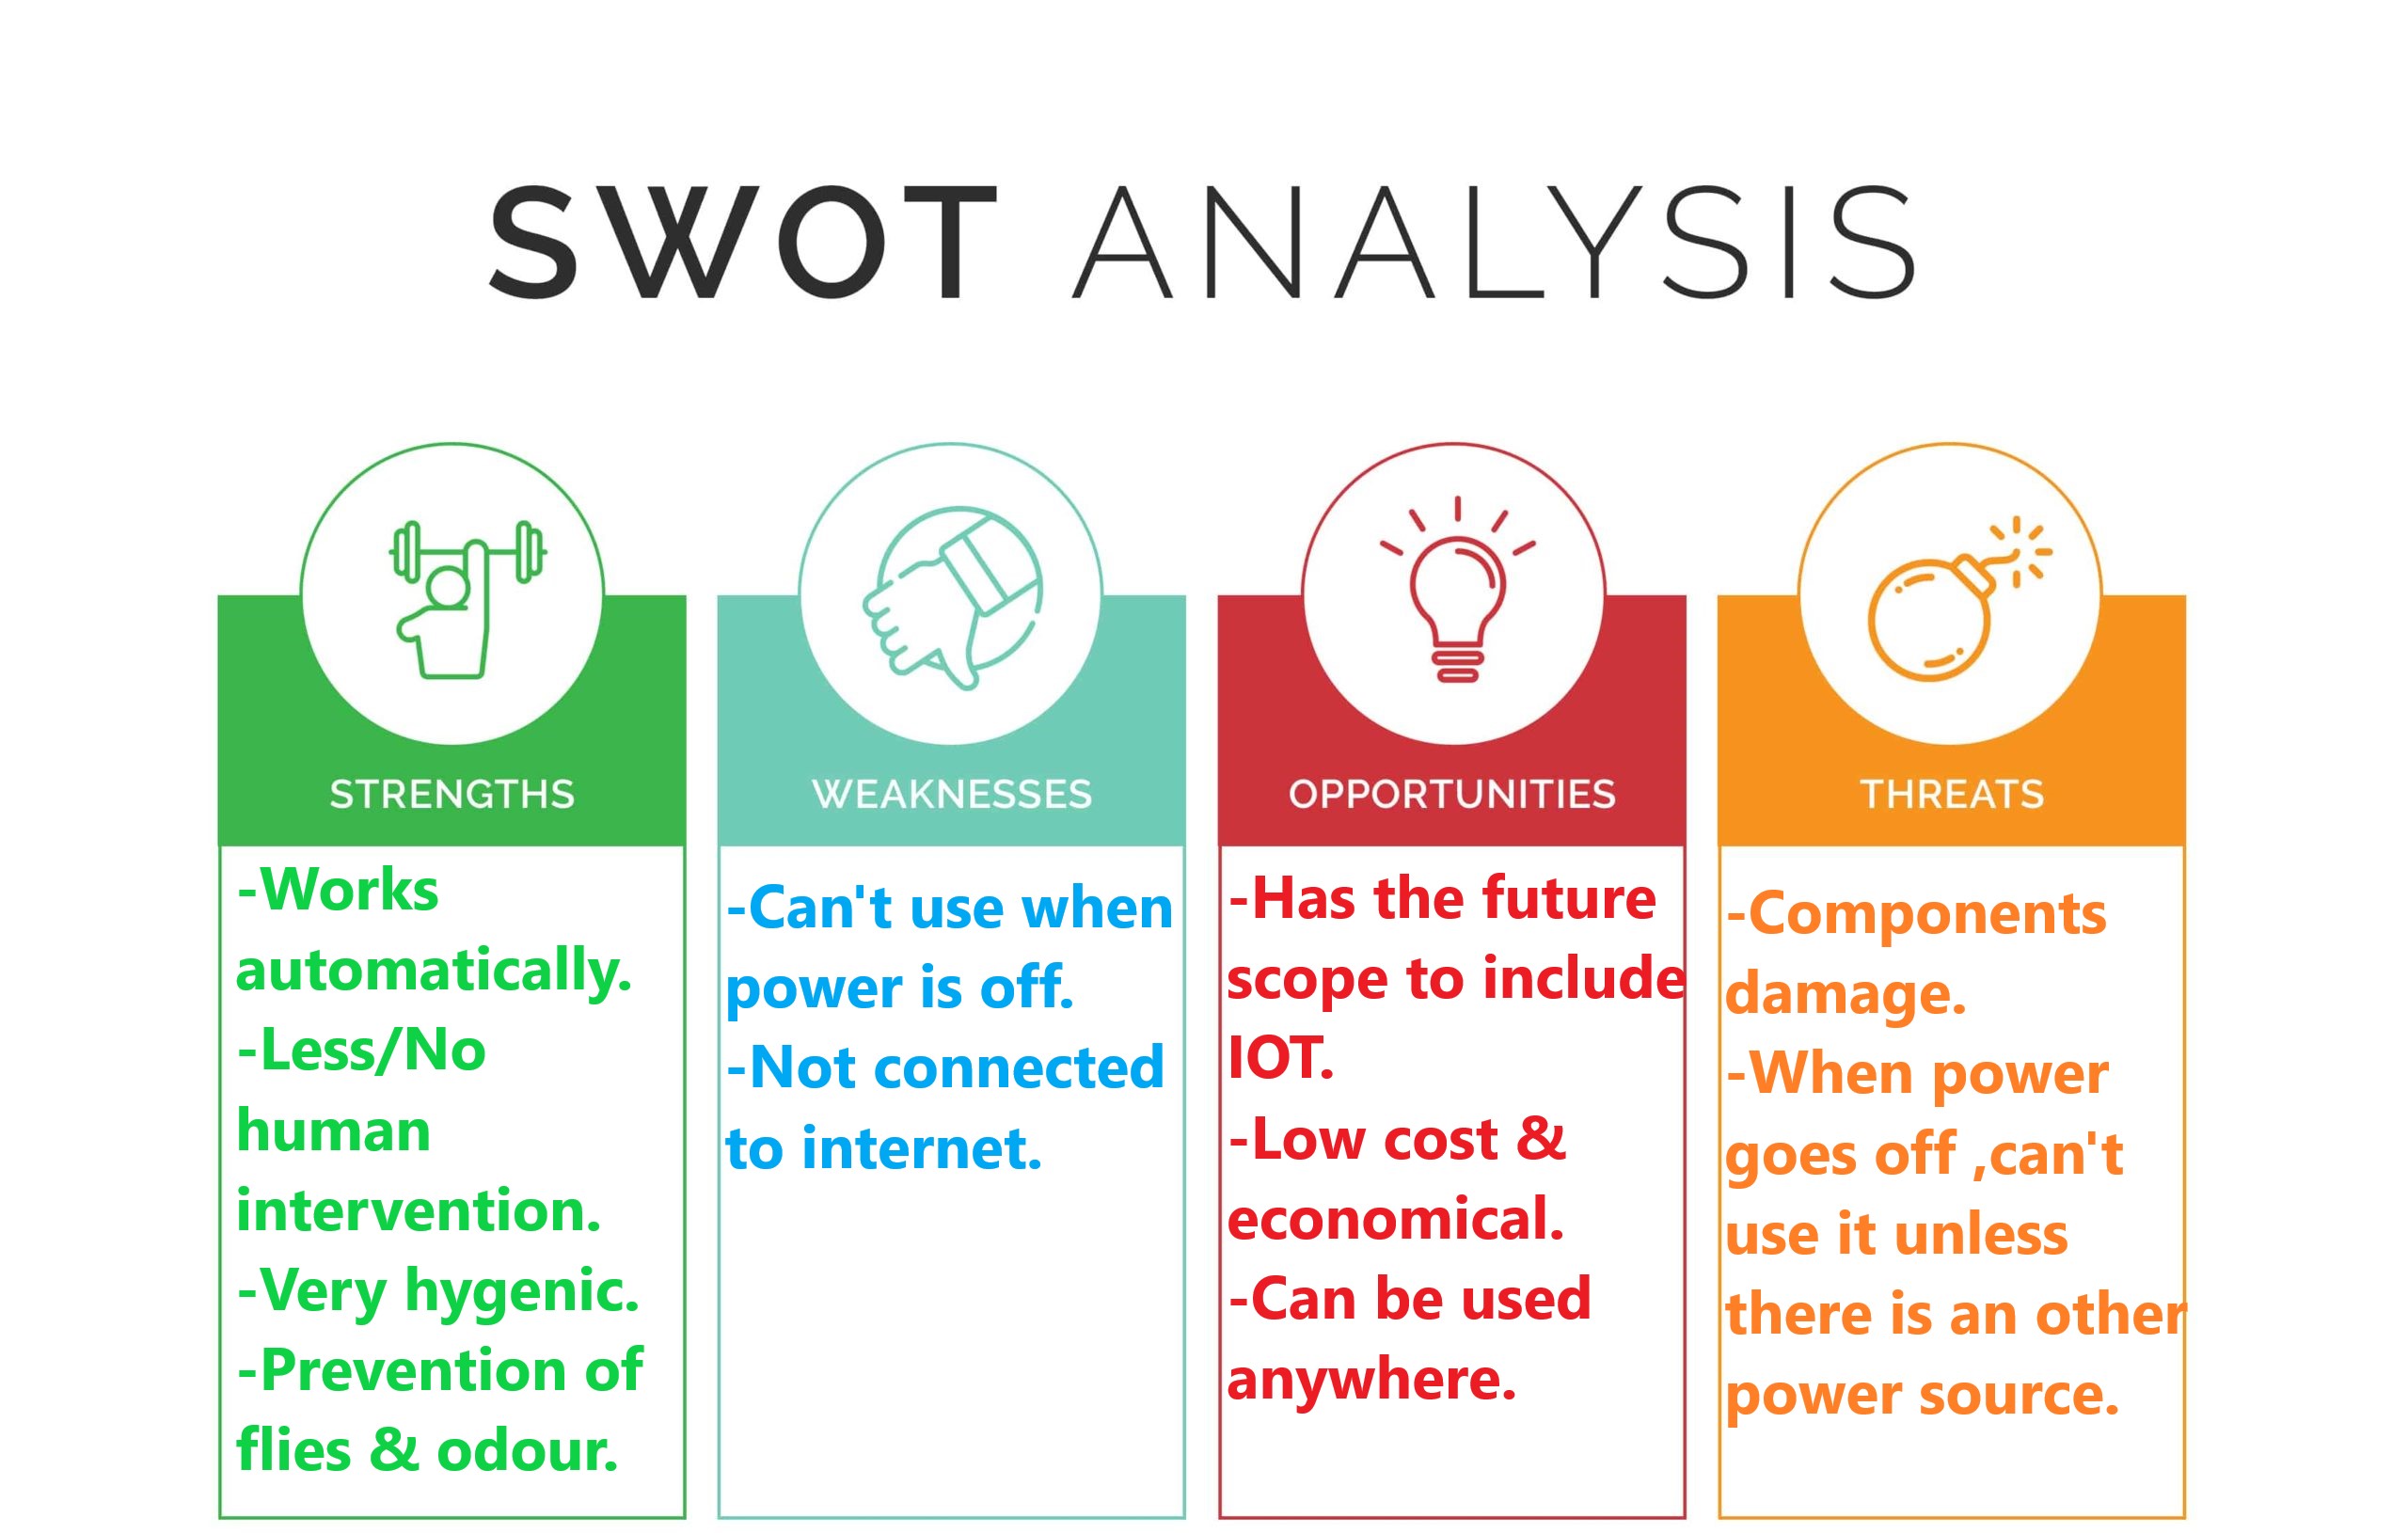 SWOT ANALYSIS
STRENGTHS
-Works
automatically.
-Less/No
human
intervention.
-Very hygenic.
-Prevention of
flies & odour.
WEAKNESSES
-Can't use when
power is off.
-Not connected
to internet.
OPPORTUNITIES
-Has the future
scope to include
IOT.
-Low cost &
economical.
-Can be used
anywhere.
THREATS
-Components
damage.
-When power
goes off ,can't
use it unless
there is an other
power source.